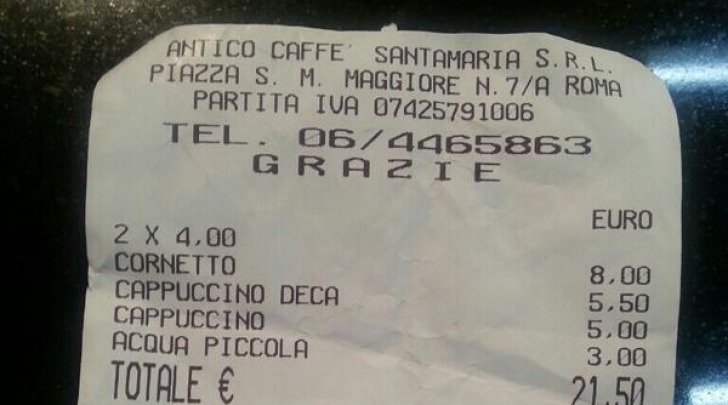 ANTICO CAFFE' SANTAMARIA S.R.L.
PIAZZA S. M. MAGGIORE N.7/A ROMA
PARTITA IVA 07425791006
TEL. 06/4465863
GRAZIE
EURO
2 X 4,00
CORNETTO 8,00
CAPPUCCINO DECA 5,50
CAPPUCCINO 5,00
ACQUA PICCOLA 3,00
TOTALE € 21,50